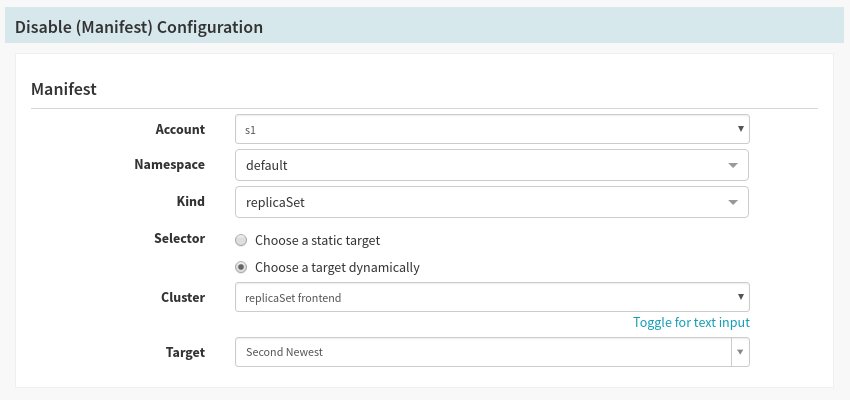 Disable (Manifest) Configuration
Manifest
Account s1
Namespace default
Kind replicaSet
Selector Choose a static target
Choose a target dynamically
Cluster replicaSet frontend
Toggle for text input
Target Second Newest